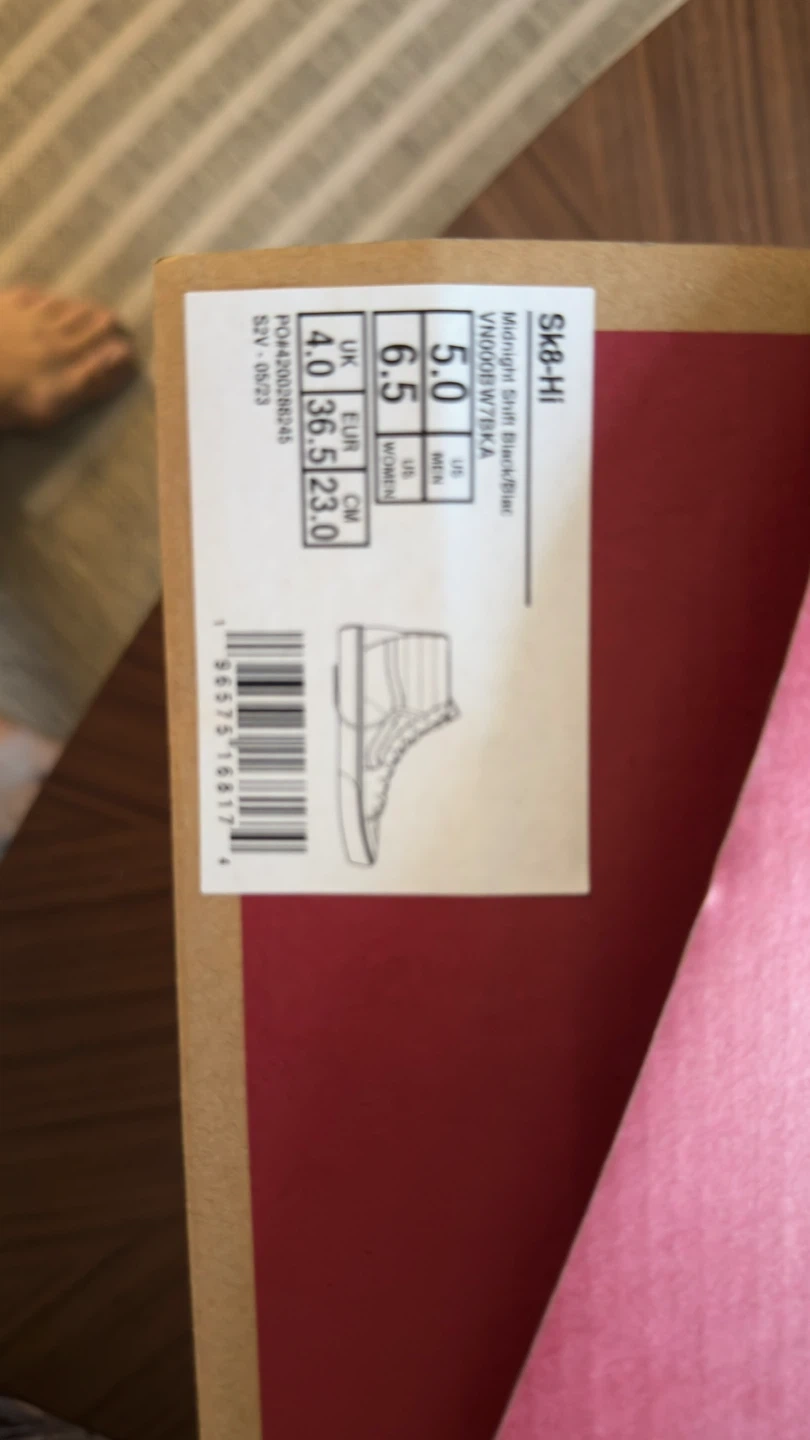 Sk8-Hi
Midnight Shift Black/Blac
VN000BW7BKA
5.0 US MEN
6.5 US WOMEN
UK EUR CM
4.0 36.5 23.0
PO#4200286245
S2V - 05/23
1 96575 16817 4